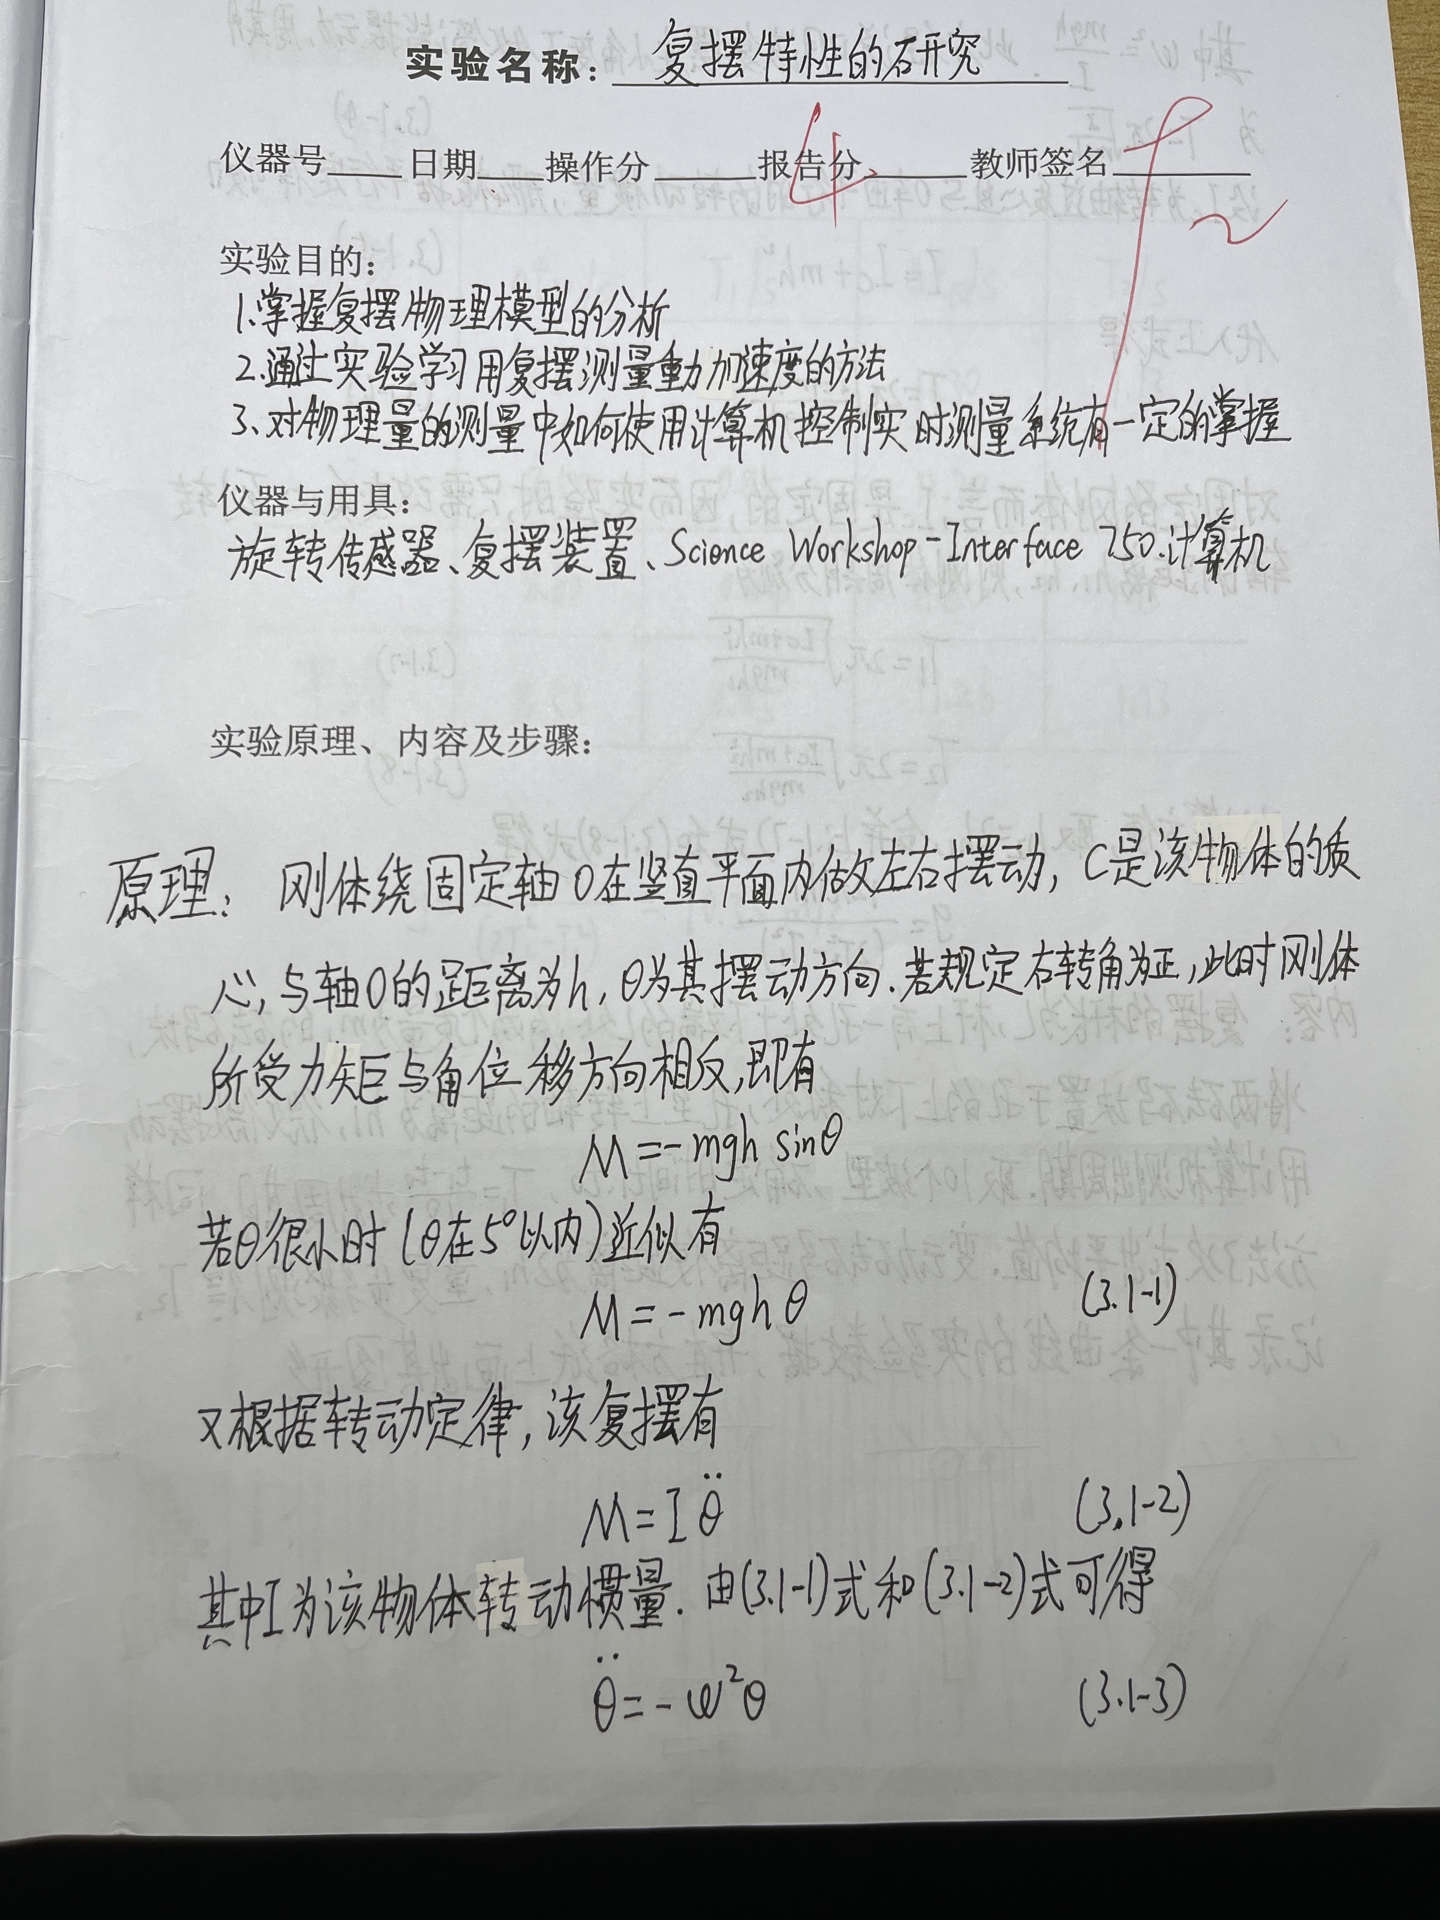 实验名称：复摆特性的研究
仪器号____日期____操作分____报告分____教师签名____
4
实验目的：
1.掌握复摆物理模型的分析
2.通过实验学习用复摆测量重力加速度的方法
3、对物理量的测量中如何使用计算机控制实时测量系统有一定的掌握
仪器与用具：
旋转传感器、复摆装置、Science Workshop-Interface 750.计算机
实验原理、内容及步骤：
原理：刚体绕固定轴O在竖直平面内做左右摆动，C是该物体的质
心，与轴O的距离为h，θ为其摆动方向.若规定右转角为正，此时刚体
所受力矩与角位移方向相反，即有
M=-mgh sinθ
若θ很小时(θ在5°以内)近似有
M=-mghθ (3.1-1)
又根据转动定律，该复摆有
M=Iθ̈ (3.1-2)
其中I为该物体转动惯量.由(3.1-1)式和(3.1-2)式可得
θ̈=-ω²θ (3.1-3)